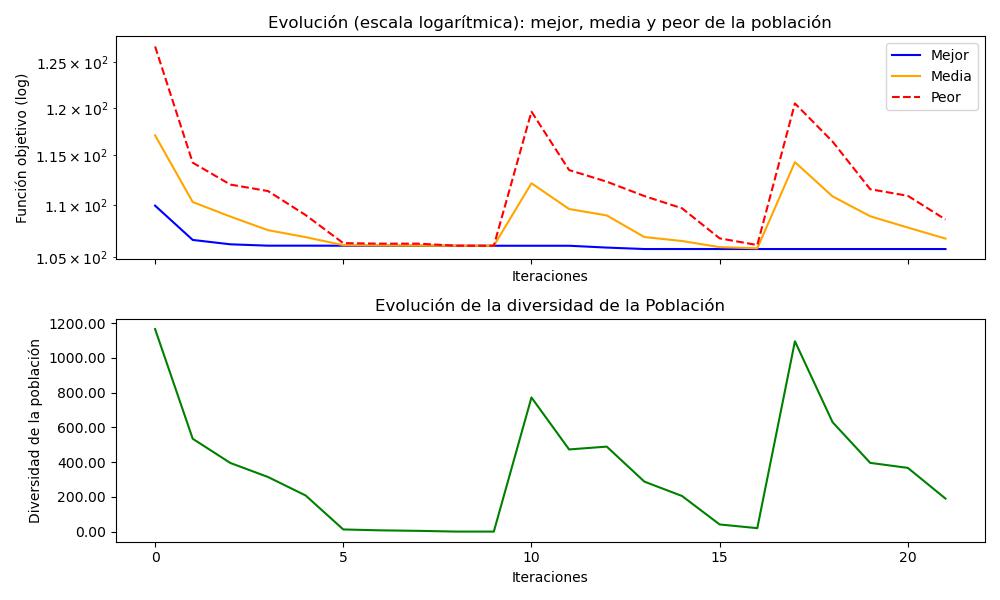 Evolución (escala logarítmica): mejor, media y peor de la población
Función objetivo (log)
1.25 × 10²
1.2 × 10²
1.15 × 10²
1.1 × 10²
1.05 × 10²
Mejor
Media
Peor
Iteraciones
Evolución de la diversidad de la Población
Diversidad de la población
1200.00
1000.00
800.00
600.00
400.00
200.00
0.00
0 5 10 15 20
Iteraciones